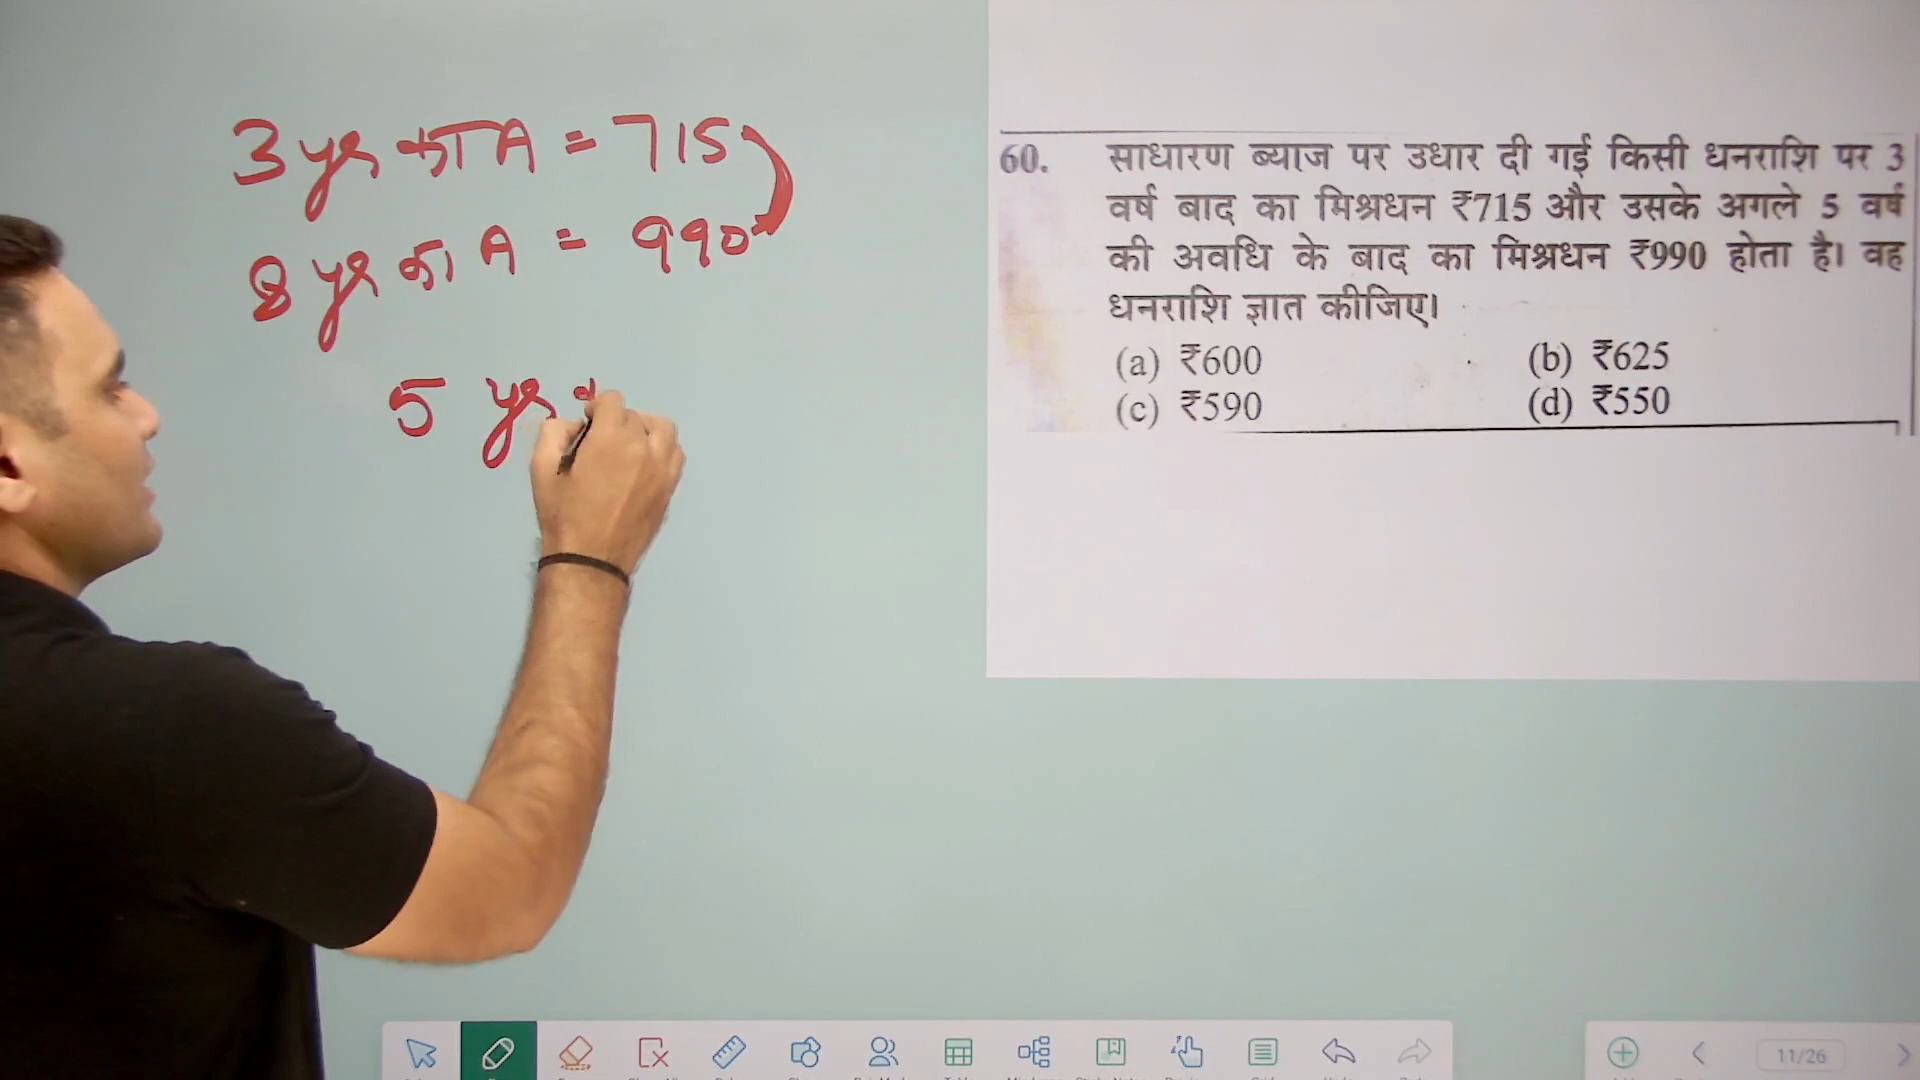 3 yr का A = 715
8 yr का A = 990
5 yr
60. साधारण ब्याज पर उधार दी गई किसी धनराशि पर 3
वर्ष बाद का मिश्रधन ₹715 और उसके अगले 5 वर्ष
की अवधि के बाद का मिश्रधन ₹990 होता है। वह
धनराशि ज्ञात कीजिए।
(a) ₹600 (b) ₹625
(c) ₹590 (d) ₹550
11/26